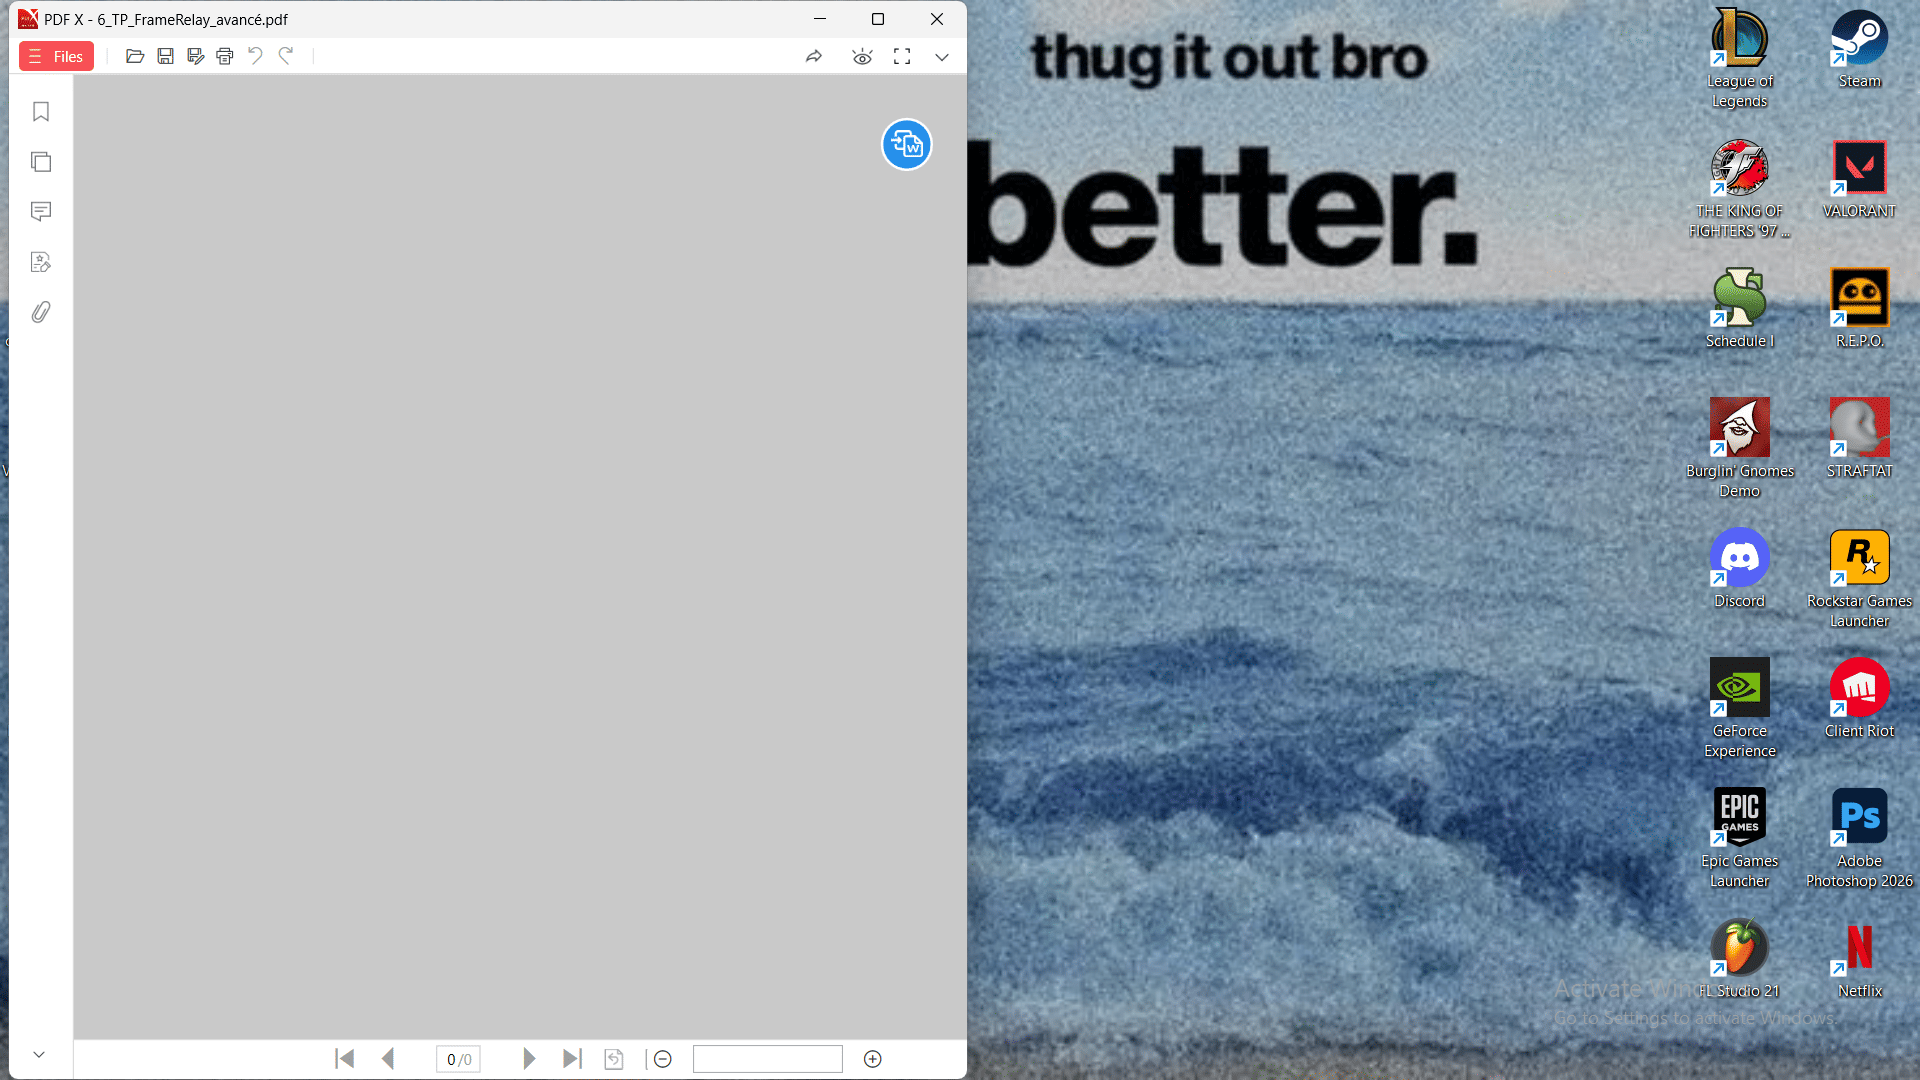 PDF X - 6_TP_FrameRelay_avancé.pdf
Files
0 /0
thug it out bro
better.
League of
Legends
Steam
THE KING OF
FIGHTERS '97 ...
VALORANT
Schedule I
R.E.P.O.
Burglin' Gnomes
Demo
STRAFTAT
Discord
Rockstar Games
Launcher
GeForce
Experience
Client Riot
EPIC
GAMES
Epic Games
Launcher
Ps
Adobe
Photoshop 2026
FL Studio 21
Netflix
Activate Win
Go to Settings to activate Windows.